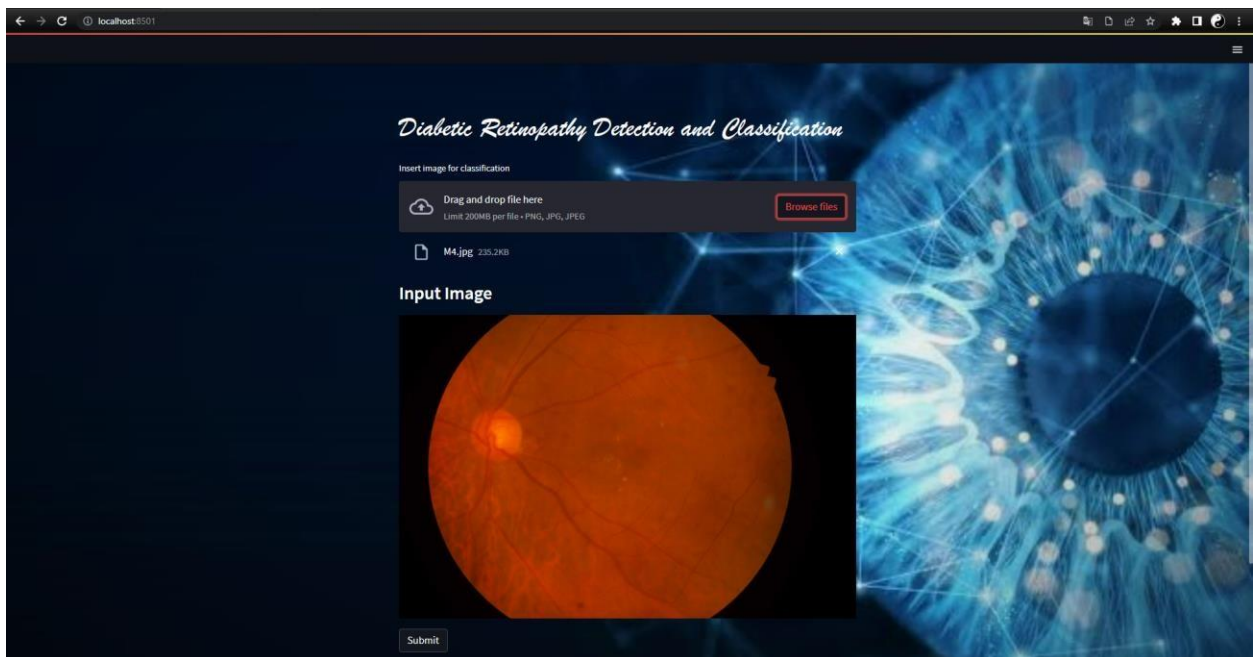 localhost:8501
Diabetic Retinopathy Detection and Classification
Insert image for classification
Drag and drop file here
Limit 200MB per file • PNG, JPG, JPEG
Browse files
M4.jpg 235.2KB
Input Image
Submit